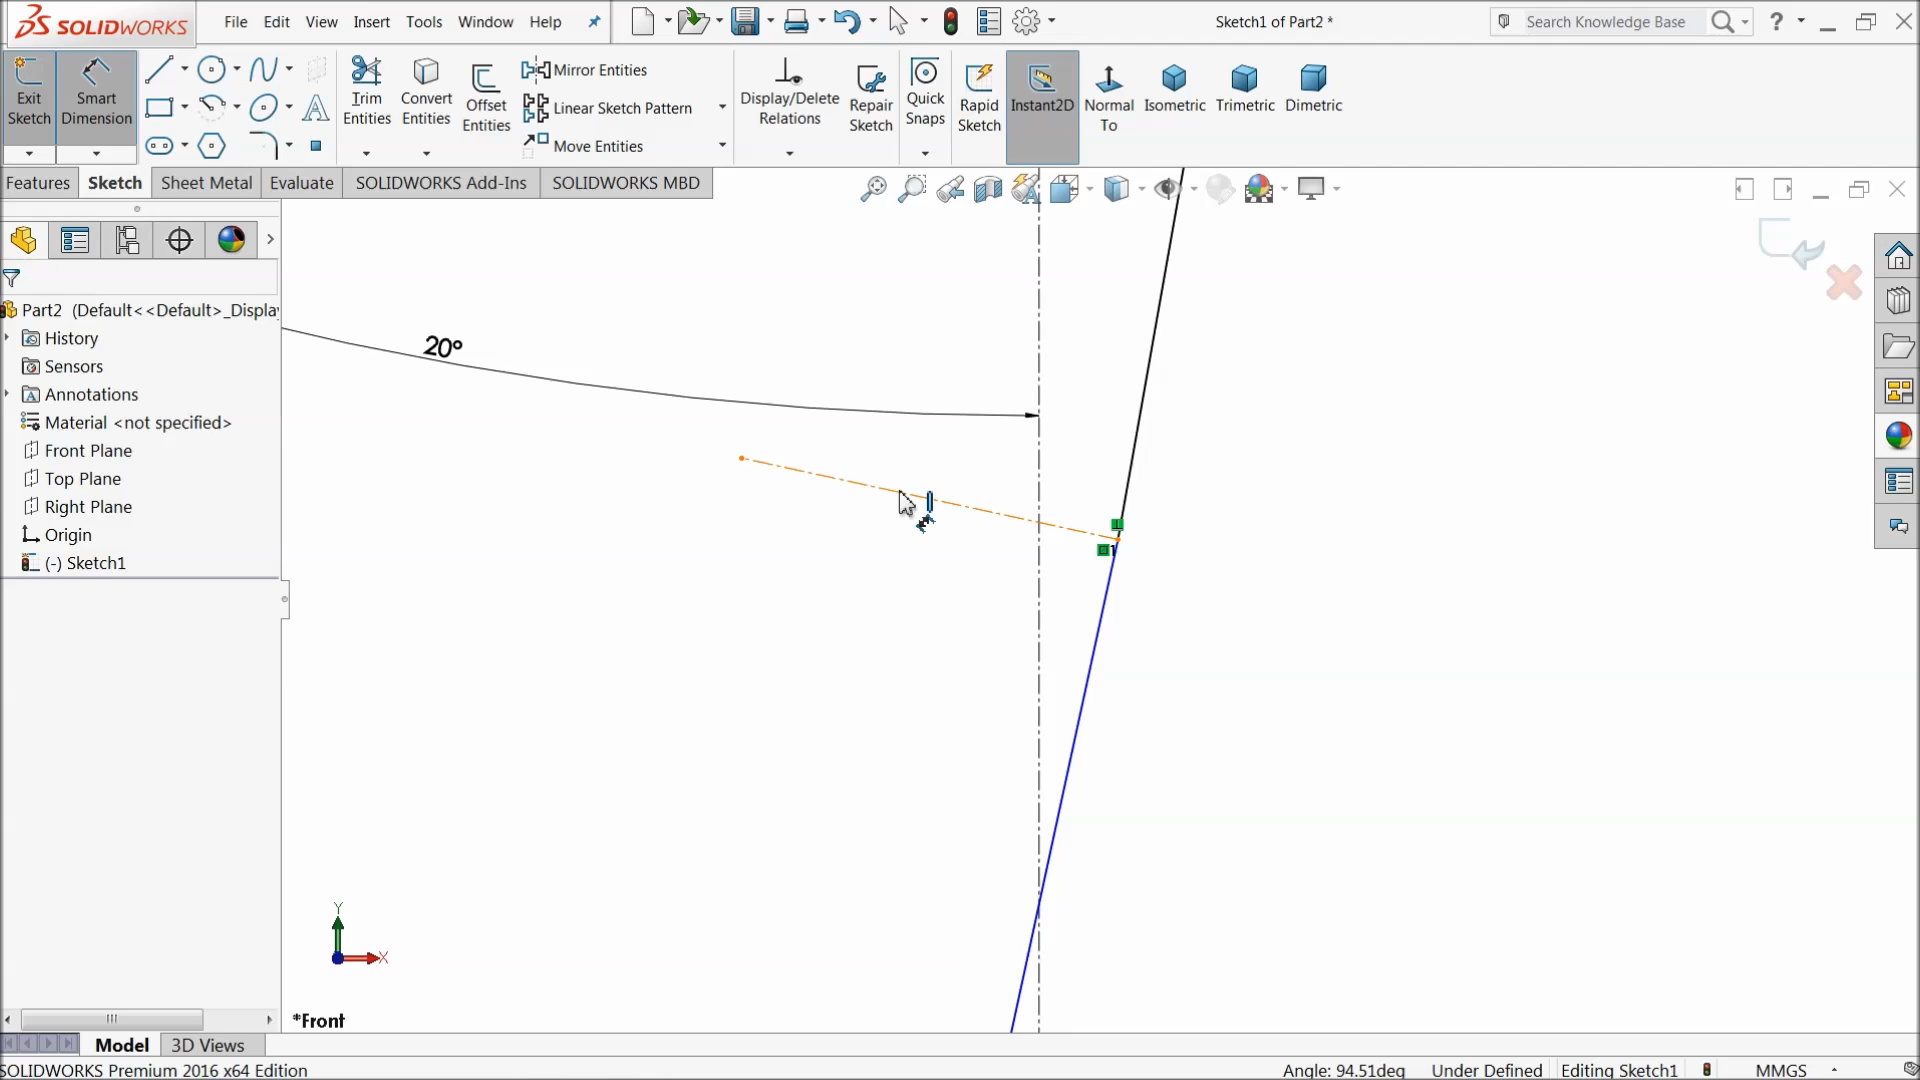 SOLIDWORKS
File Edit View Insert Tools Window Help
Sketch1 of Part2 *
Search Knowledge Base
?
Exit Sketch
Smart Dimension
Trim Entities
Convert Entities
Offset Entities
Mirror Entities
Linear Sketch Pattern
Move Entities
Display/Delete Relations
Repair Sketch
Quick Snaps
Rapid Sketch
Instant2D
Normal To
Isometric
Trimetric
Dimetric
Features Sketch Sheet Metal Evaluate SOLIDWORKS Add-Ins SOLIDWORKS MBD
Part2 (Default<<Default>_Displa
History
Sensors
Annotations
Material <not specified>
Front Plane
Top Plane
Right Plane
Origin
(-) Sketch1
20°
1
Y
X
*Front
Model 3D Views
SOLIDWORKS Premium 2016 x64 Edition
Angle: 94.51deg Under Defined Editing Sketch1 MMGS